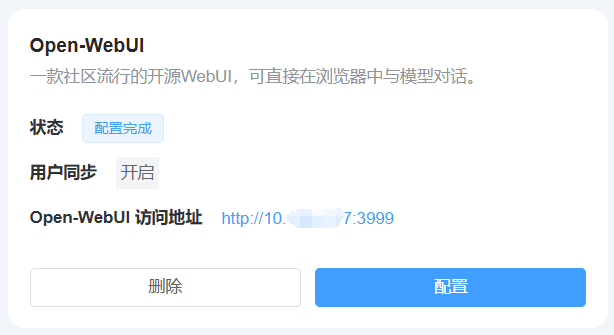 Open-WebUI
一款社区流行的开源WebUI，可直接在浏览器中与模型对话。
状态 配置完成
用户同步 开启
Open-WebUI 访问地址 http://10. 7:3999
删除 配置